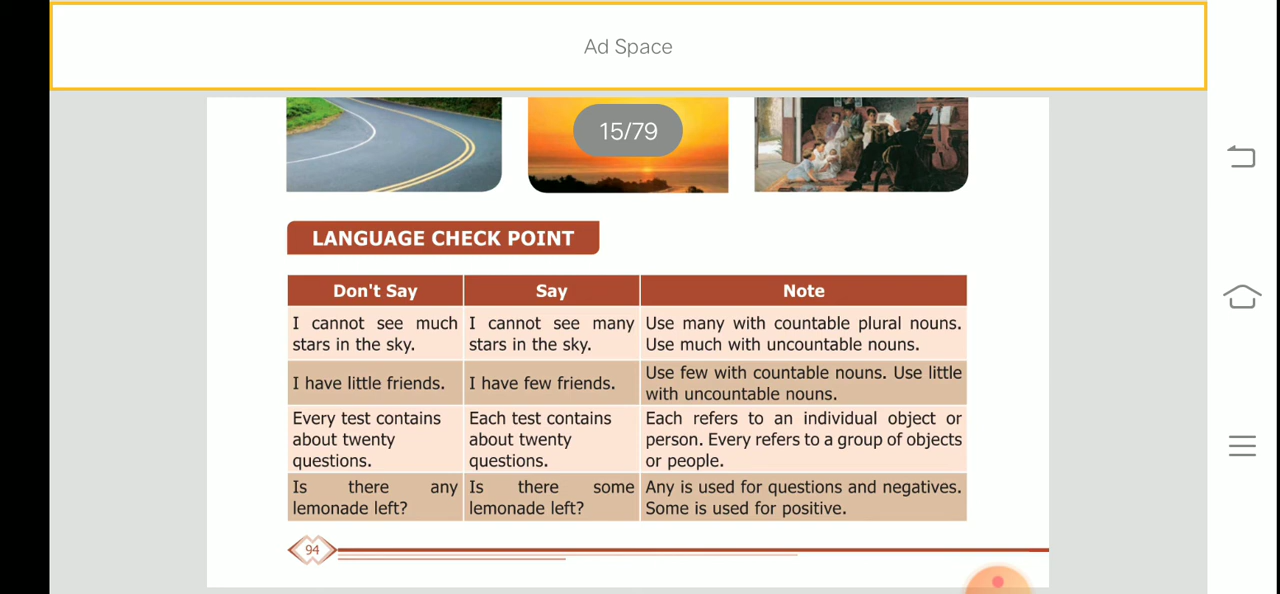 Ad Space
15/79
LANGUAGE CHECK POINT
Don't Say
Say
Note
I cannot see much
stars in the sky.
I cannot see many
stars in the sky.
Use many with countable plural nouns.
Use much with uncountable nouns.
I have little friends.
I have few friends.
Use few with countable nouns. Use little
with uncountable nouns.
Every test contains
about twenty
questions.
Each test contains
about twenty
questions.
Each refers to an individual object or
person. Every refers to a group of objects
or people.
Is there any
lemonade left?
Is there some
lemonade left?
Any is used for questions and negatives.
Some is used for positive.
94